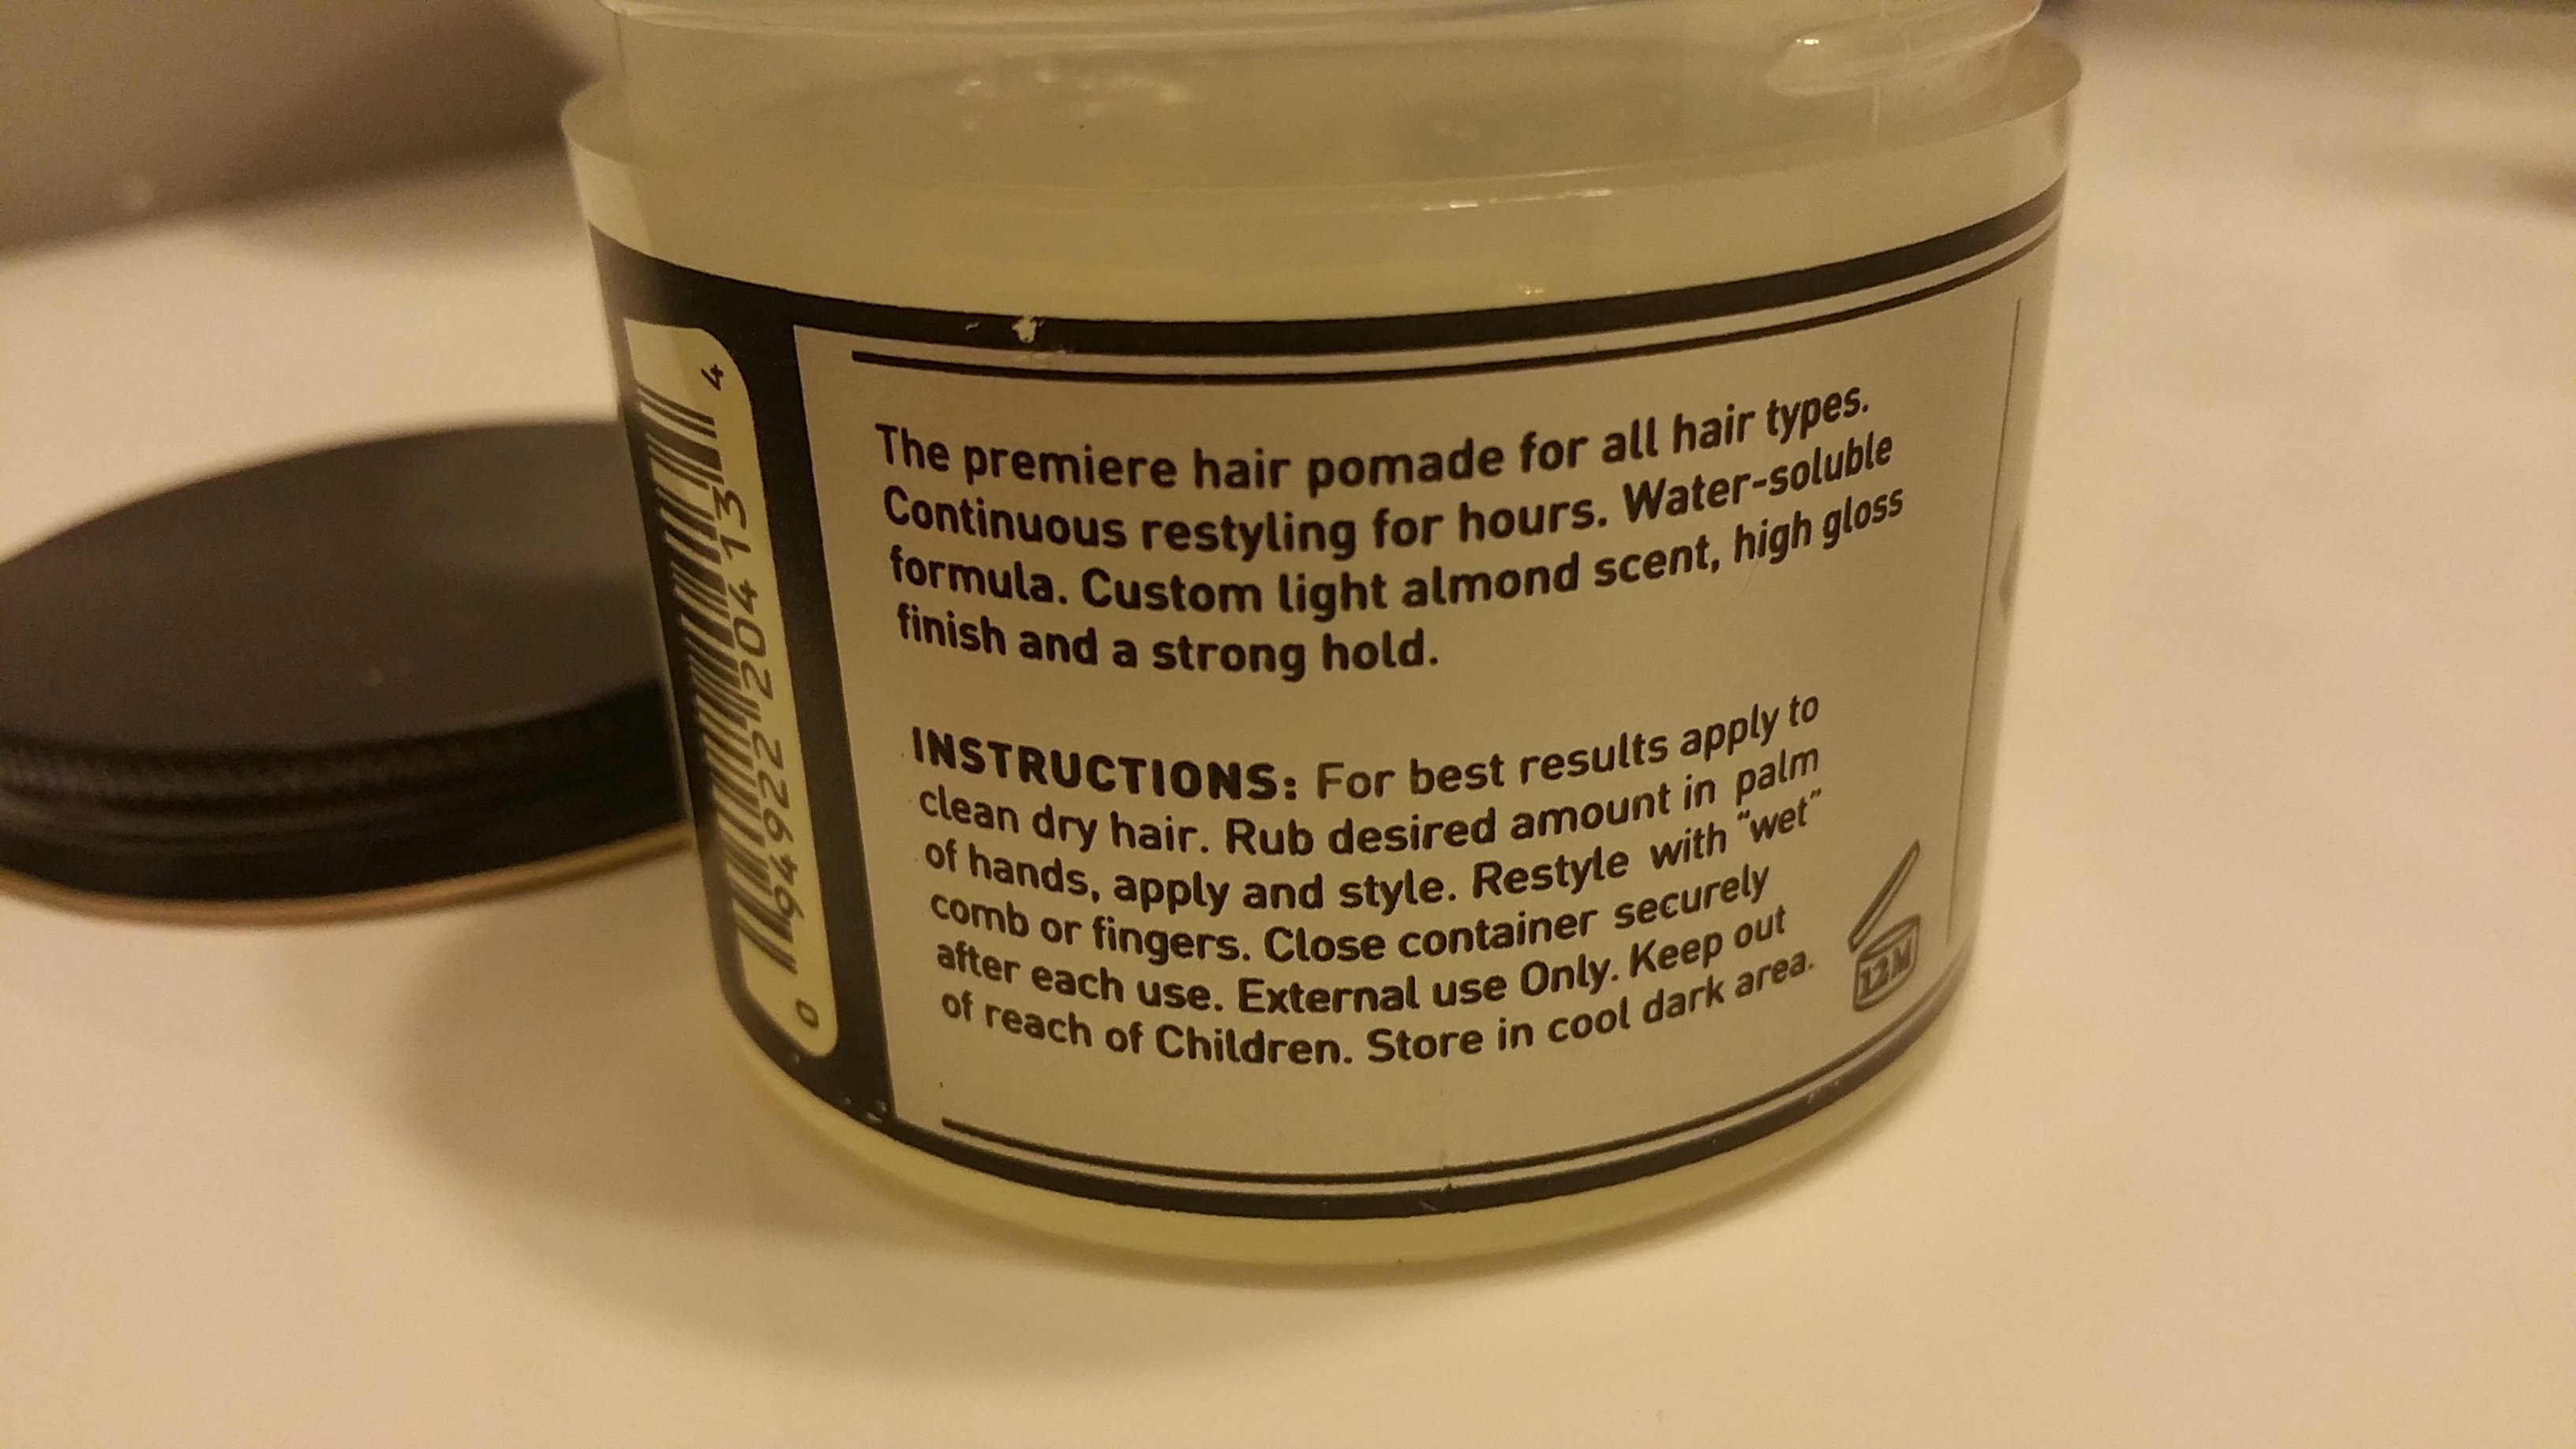 The premiere hair pomade for all hair types.
Continuous restyling for hours. Water-soluble
formula. Custom light almond scent, high gloss
finish and a strong hold.
INSTRUCTIONS: For best results apply to
clean dry hair. Rub desired amount in palm
of hands, apply and style. Restyle with "wet"
comb or fingers. Close container securely
after each use. External use Only. Keep out
of reach of Children. Store in cool dark area.
12M
0 94922 20413 4